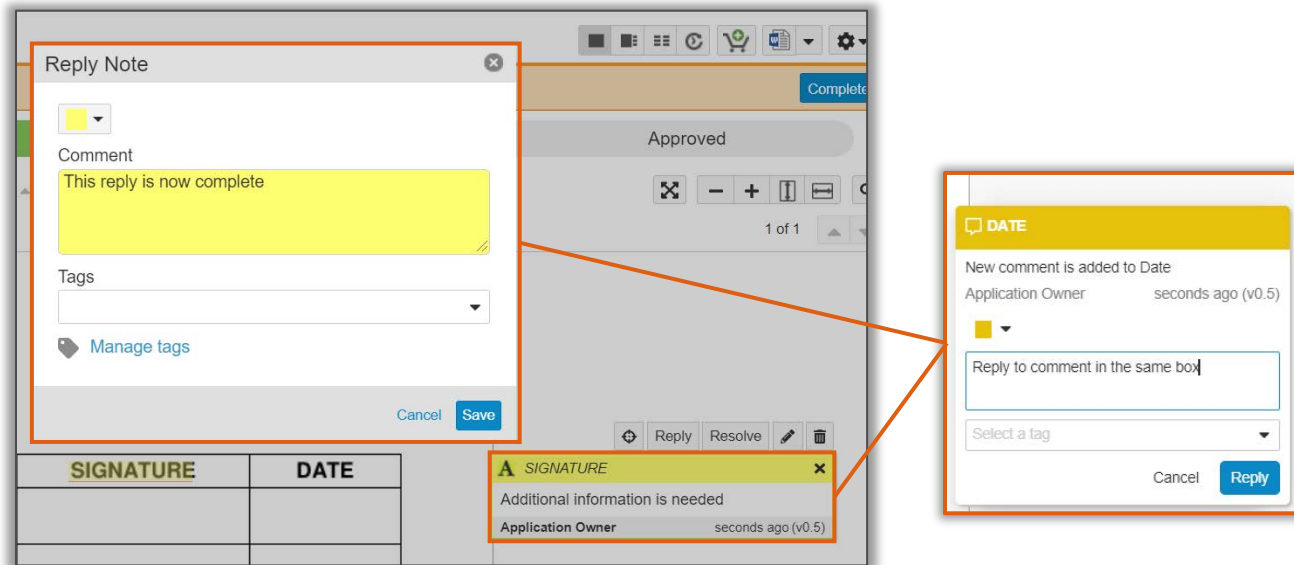 Reply Note
Complete
Approved
Comment
This reply is now complete
1 of 1
Tags
Manage tags
Cancel Save
Reply Resolve
SIGNATURE DATE
A SIGNATURE
Additional information is needed
Application Owner seconds ago (v0.5)
DATE
New comment is added to Date
Application Owner seconds ago (v0.5)
Reply to comment in the same box
Select a tag
Cancel Reply